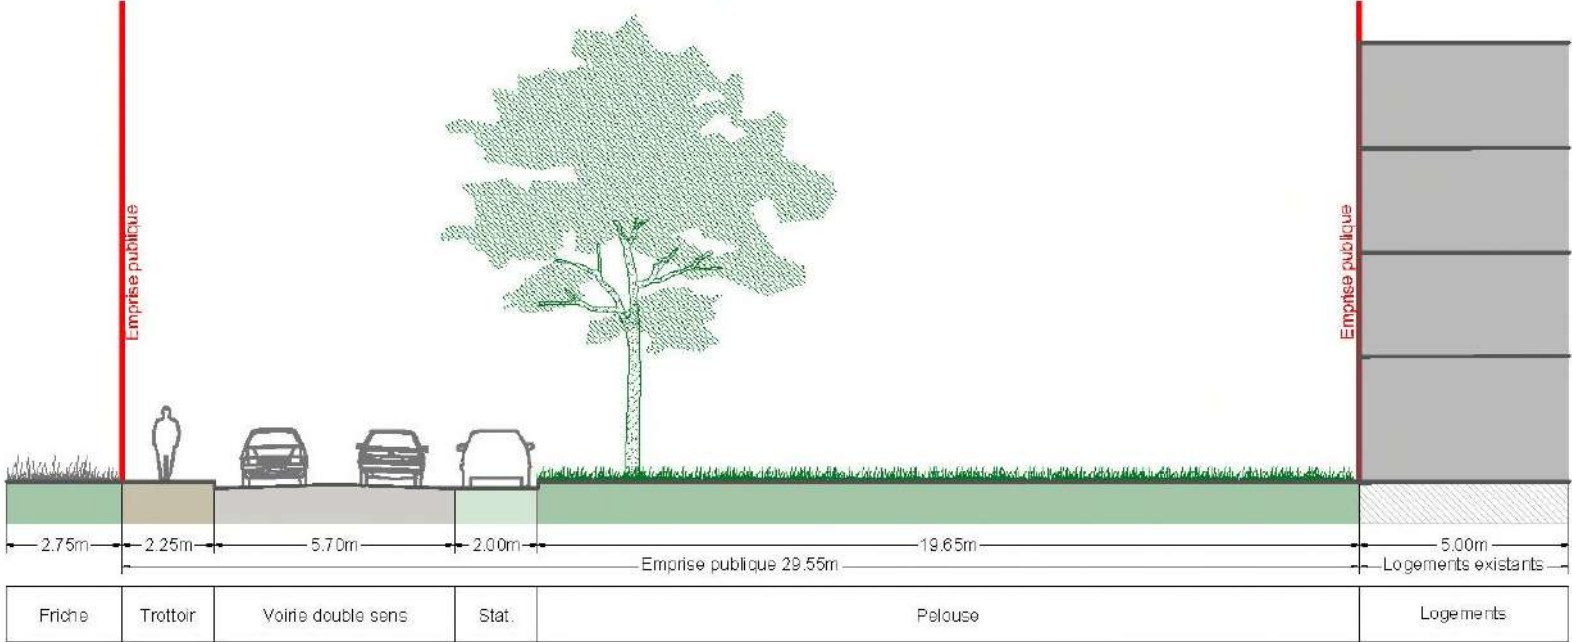 Emprise publique
Emprise publique
2.75m
2.25m
5.70m
2.00m
19.65m
5.00m
Emprise publique 29.55m
Logements existants
Friche
Trottoir
Voirie double sens
Stat.
Pelouse
Logements